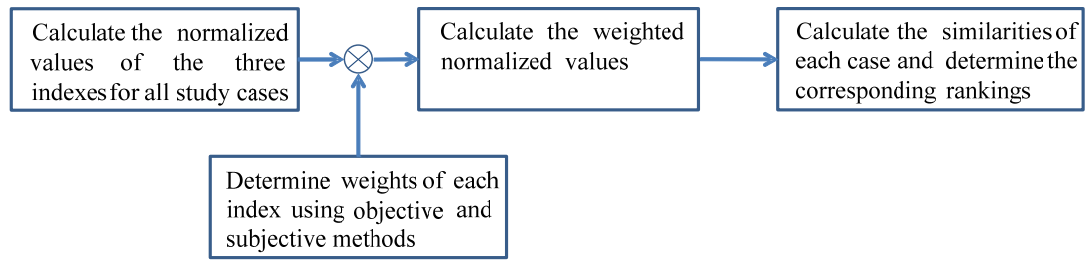 Calculate the normalized
values of the three
indexes for all study cases
Calculate the weighted
normalized values
Calculate the similarities of
each case and determine the
corresponding rankings
Determine weights of each
index using objective and
subjective methods